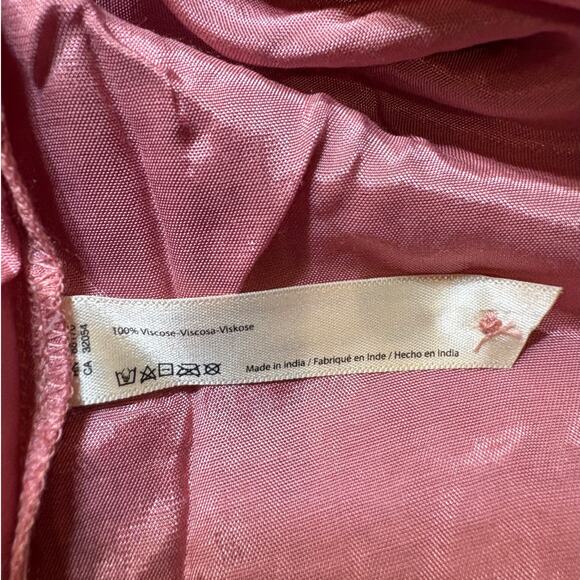 100% Viscose-Viscosa-Viskose
Made in india / Fabriqué en Inde / Hecho en India
CA 32054